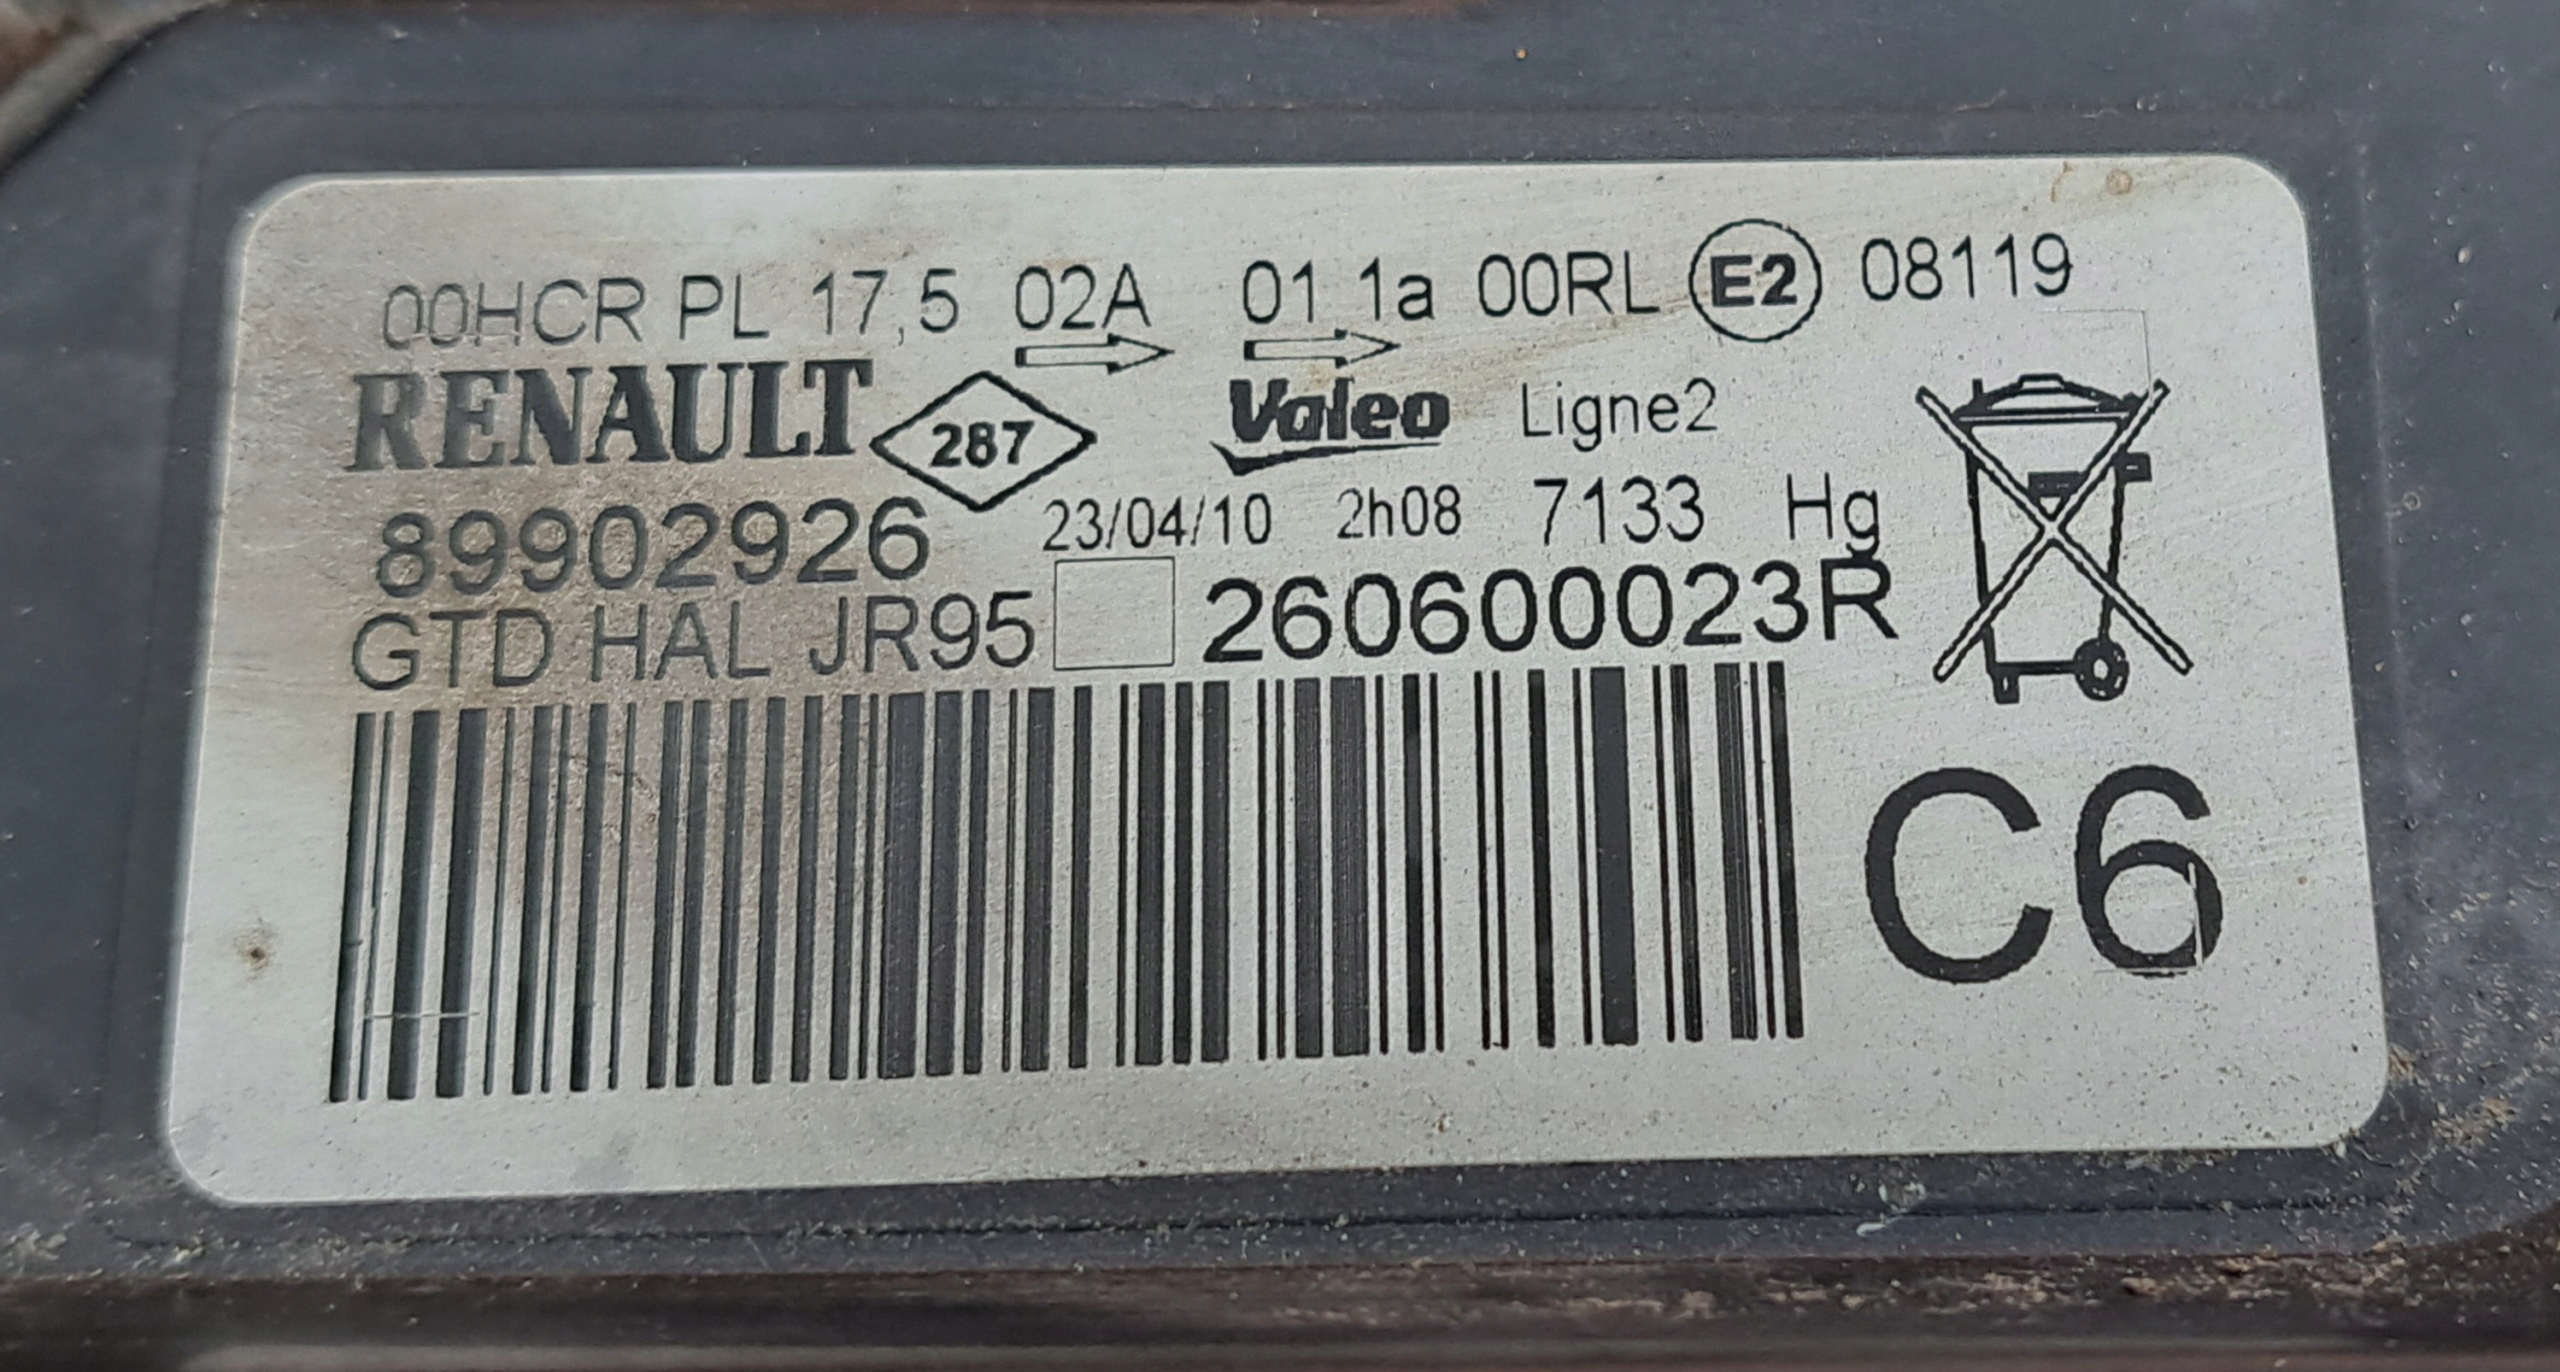 00HCR PL 17,5 02A 01 1a 00RL E2 08119
RENAULT 287 Valeo Ligne2
89902926 23/04/10 2h08 7133 Hg
GTD HAL JR95 260600023R
C6